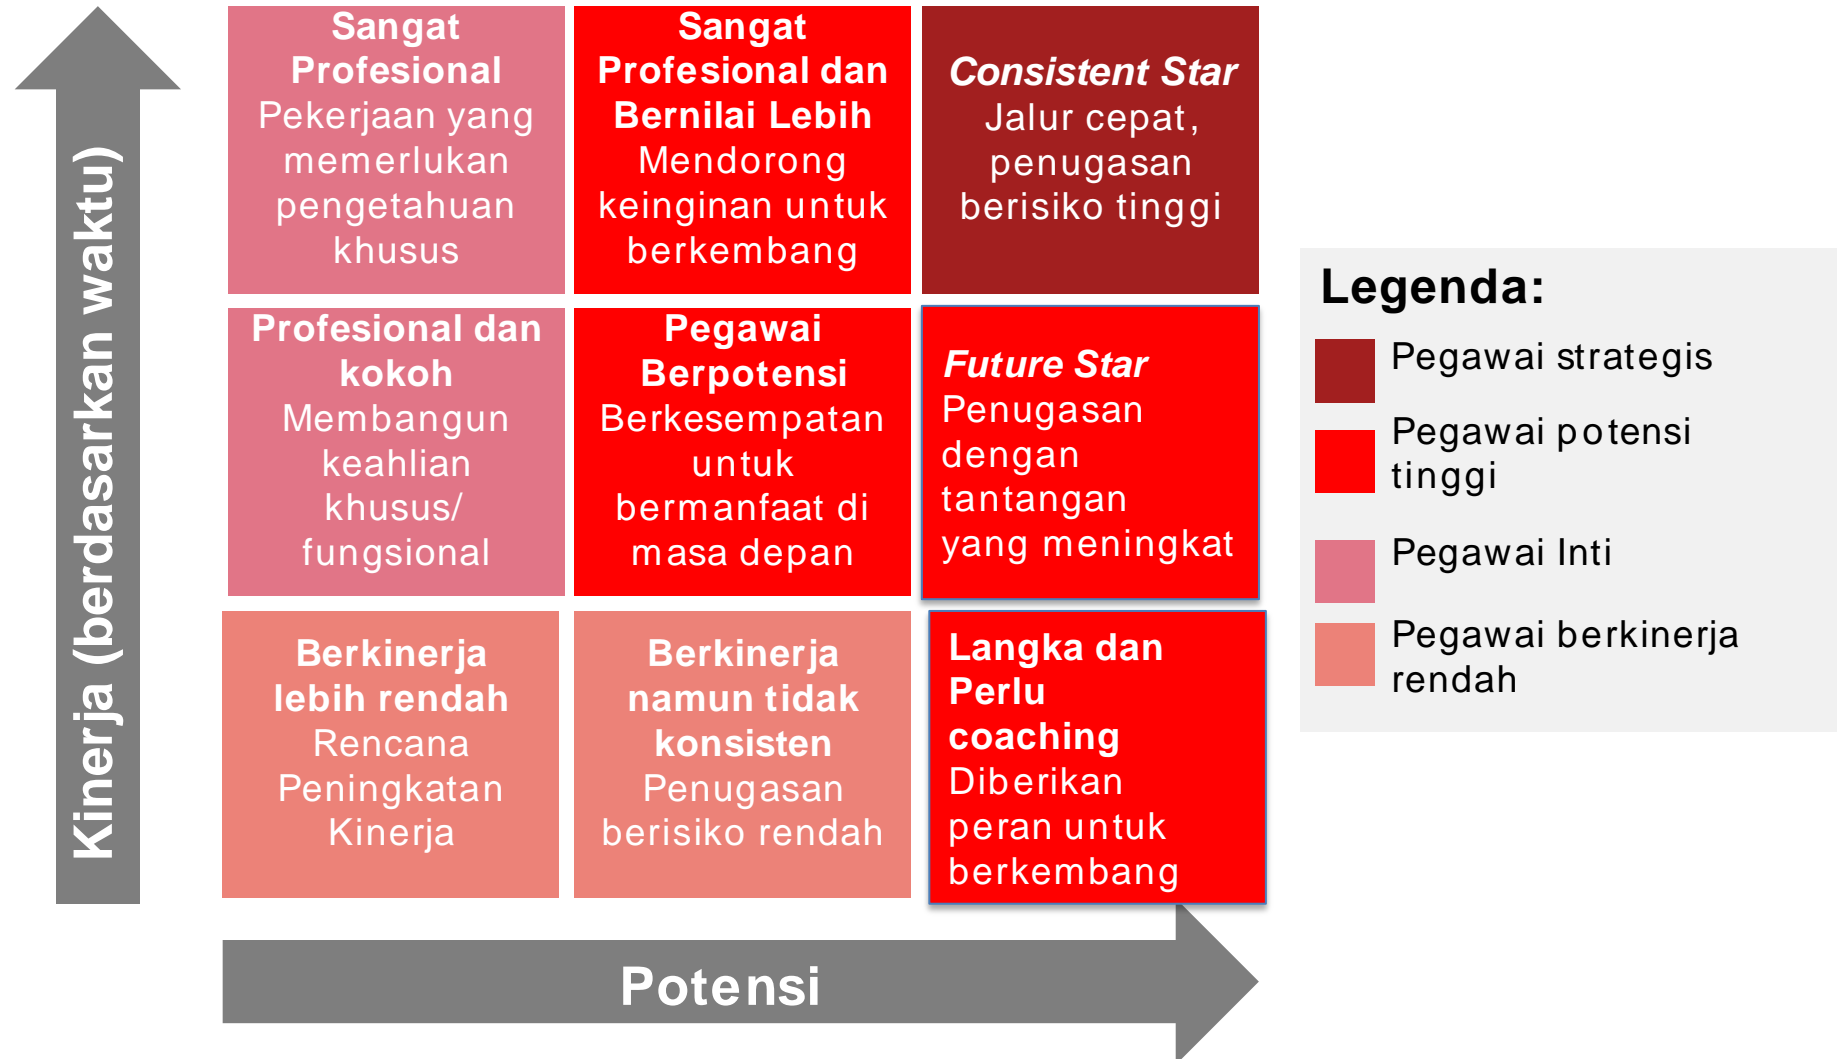 Kinerja (berdasarkan waktu)
Sangat
Profesional
Pekerjaan yang
memerlukan
pengetahuan
khusus
Sangat
Profesional dan
Bernilai Lebih
Mendorong
keinginan untuk
berkembang
Consistent Star
Jalur cepat,
penugasan
berisiko tinggi
Profesional dan
kokoh
Membangun
keahlian
khusus/
fungsional
Pegawai
Berpotensi
Berkesempatan
untuk
bermanfaat di
masa depan
Future Star
Penugasan
dengan
tantangan
yang meningkat
Berkinerja
lebih rendah
Rencana
Peningkatan
Kinerja
Berkinerja
namun tidak
konsisten
Penugasan
berisiko rendah
Langka dan
Perlu
coaching
Diberikan
peran untuk
berkembang
Potensi
Legenda:
Pegawai strategis
Pegawai potensi
tinggi
Pegawai Inti
Pegawai berkinerja
rendah